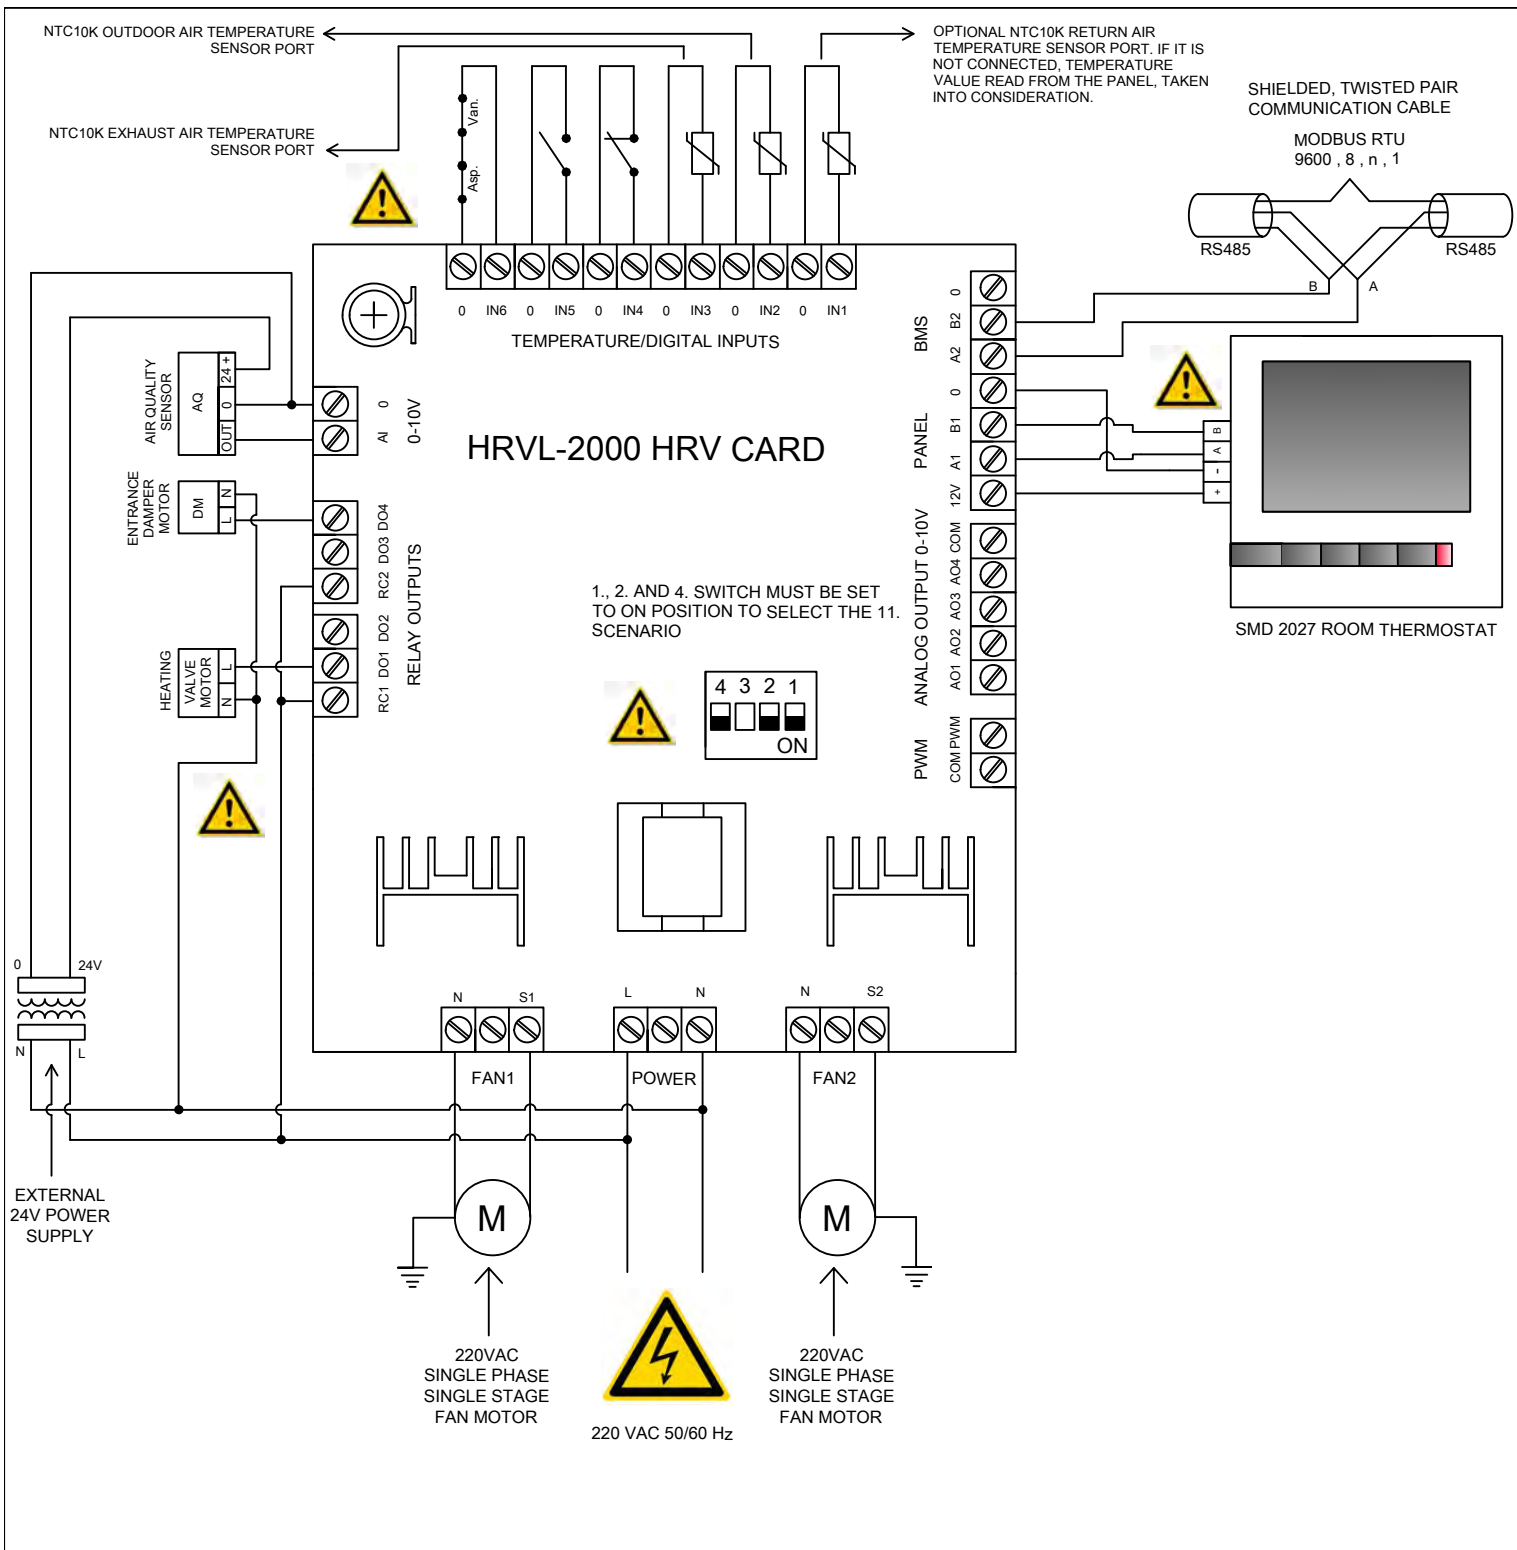 NTC10K OUTDOOR AIR TEMPERATURE
SENSOR PORT
OPTIONAL NTC10K RETURN AIR
TEMPERATURE SENSOR PORT. IF IT IS
NOT CONNECTED, TEMPERATURE
VALUE READ FROM THE PANEL, TAKEN
INTO CONSIDERATION.
NTC10K EXHAUST AIR TEMPERATURE
SENSOR PORT
Van.
Asp.
SHIELDED, TWISTED PAIR
COMMUNICATION CABLE
MODBUS RTU
9600 , 8 , n , 1
RS485
RS485
B A
0 IN6 0 IN5 0 IN4 0 IN3 0 IN2 0 IN1
TEMPERATURE/DIGITAL INPUTS
AIR QUALITY
SENSOR
AQ
24 +
0
OUT
0
AI
0-10V
HRVL-2000 HRV CARD
BMS
0
B2
A2
PANEL
0
B1
A1
12V
B
A
-
+
SMD 2027 ROOM THERMOSTAT
ENTRANCE
DAMPER
MOTOR
DM
N
L
RELAY OUTPUTS
DO4
DO3
RC2
DO2
DO1
RC1
HEATING
VALVE
MOTOR
L
N
1., 2. AND 4. SWITCH MUST BE SET
TO ON POSITION TO SELECT THE 11.
SCENARIO
4 3 2 1
ON
ANALOG OUTPUT 0-10V
COM
AO4
AO3
AO2
AO1
PWM
PWM
COM
0 24V
N L
EXTERNAL
24V POWER
SUPPLY
N S1
L N
N S2
FAN1
POWER
FAN2
M
M
220VAC
SINGLE PHASE
SINGLE STAGE
FAN MOTOR
220 VAC 50/60 Hz
220VAC
SINGLE PHASE
SINGLE STAGE
FAN MOTOR